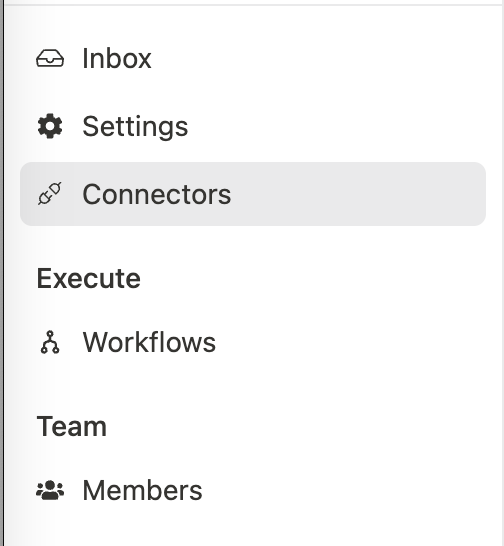 Inbox
Settings
Connectors
Execute
Workflows
Team
Members